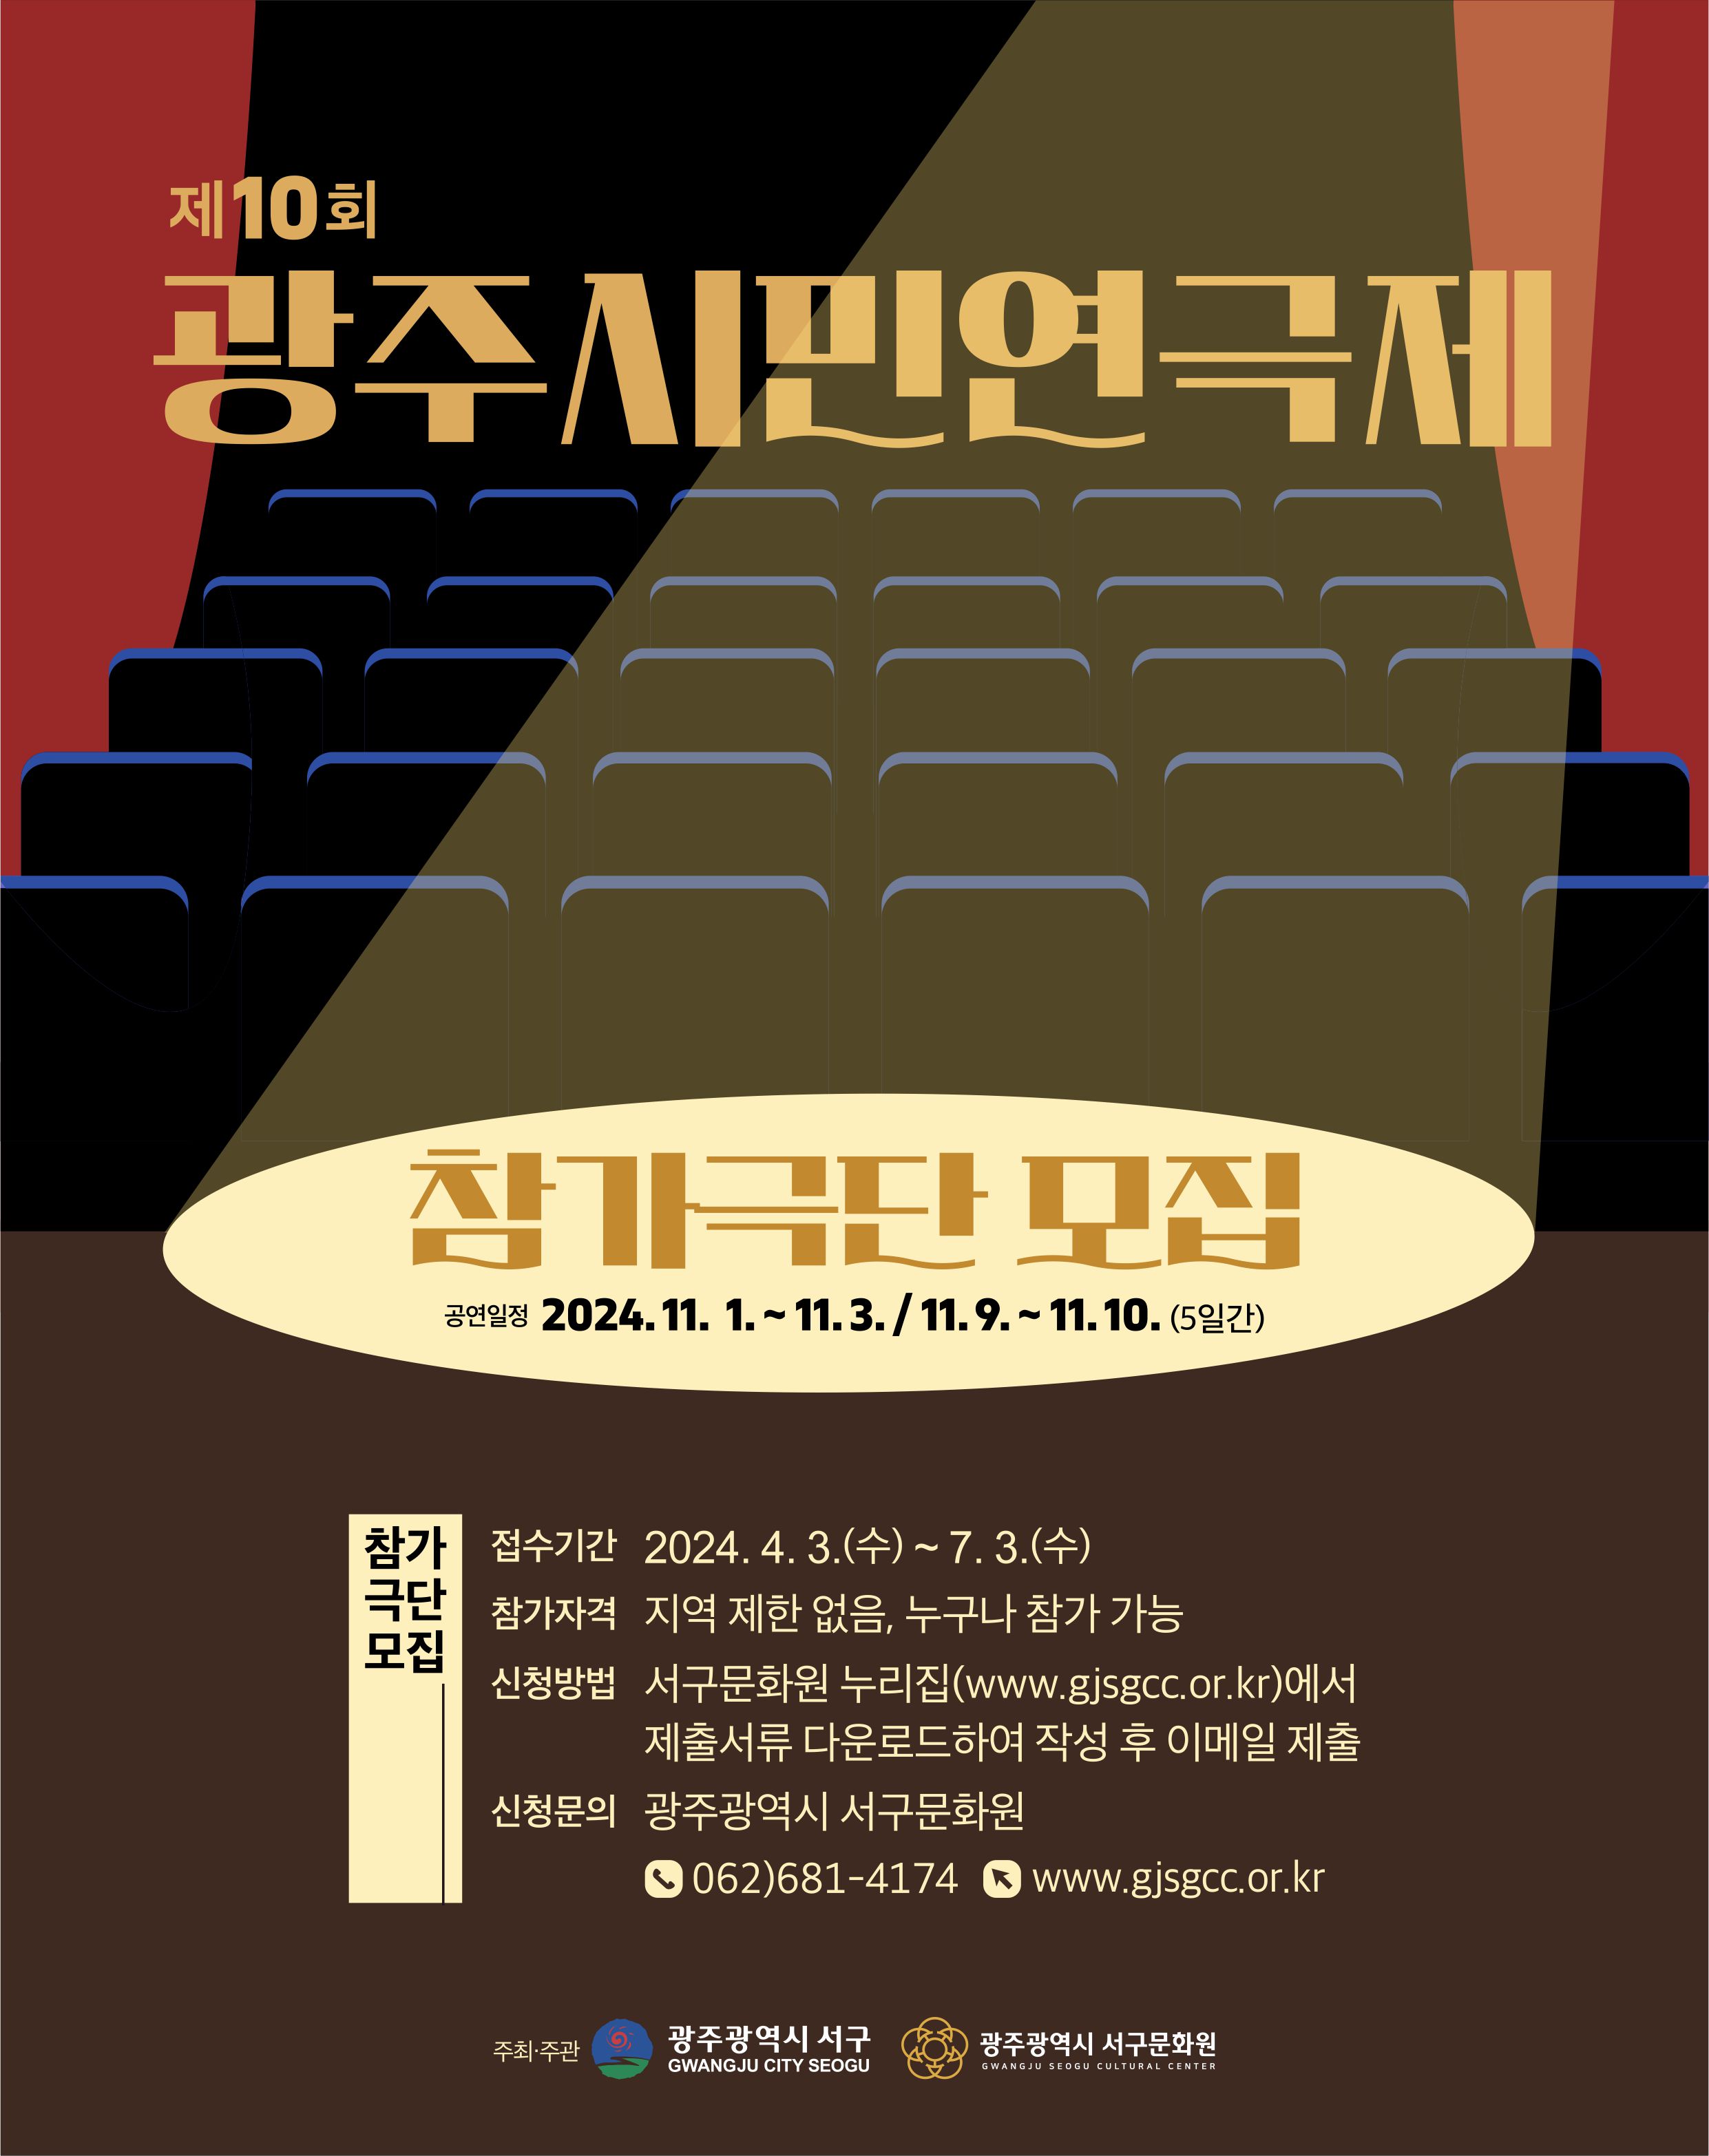 제10회
광주시민연극제
참가극단 모집
공연일정 2024. 11. 1. ~ 11. 3. / 11. 9. ~ 11. 10. (5일간)
참가
극단
모집
접수기간 2024. 4. 3.(수) ~ 7. 3.(수)
참가자격 지역 제한 없음, 누구나 참가 가능
신청방법 서구문화원 누리집(www.gjsgcc.or.kr)에서
제출서류 다운로드하여 작성 후 이메일 제출
신청문의 광주광역시 서구문화원
062)681-4174 www.gjsgcc.or.kr
주최·주관
광주광역시 서구
GWANGJU CITY SEOGU
광주광역시 서구문화원
GWANGJU SEOGU CULTURAL CENTER